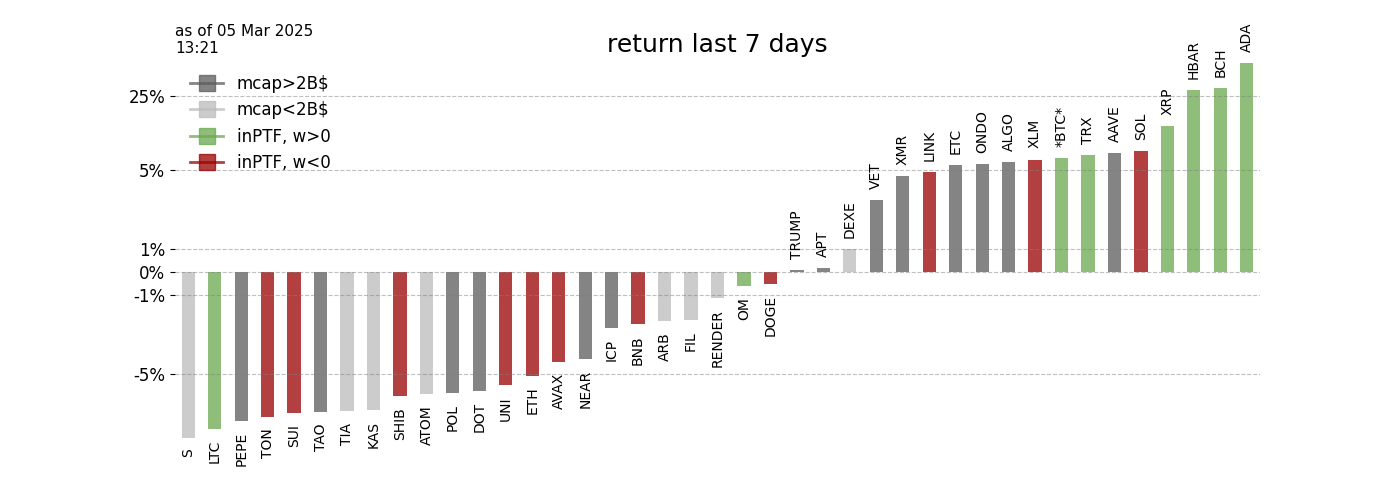 as of 05 Mar 2025
13:21
return last 7 days
mcap>2B$
mcap<2B$
inPTF, w>0
inPTF, w<0
25%
5%
1%
0%
-1%
-5%
S
LTC
PEPE
TON
SUI
TAO
TIA
KAS
SHIB
ATOM
POL
DOT
UNI
ETH
AVAX
NEAR
ICP
BNB
ARB
FIL
RENDER
OM
DOGE
TRUMP
APT
DEXE
VET
XMR
LINK
ETC
ONDO
ALGO
XLM
*BTC*
TRX
AAVE
SOL
XRP
HBAR
BCH
ADA